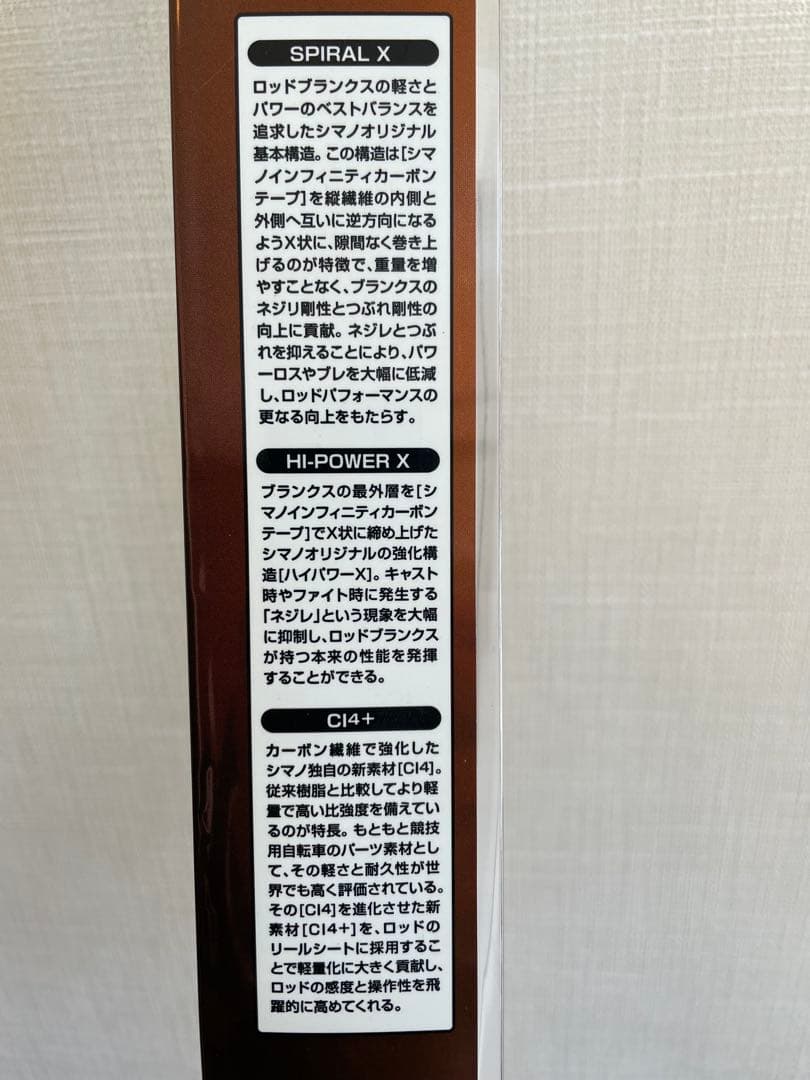 SPIRAL X
ロッドブランクスの軽さと
パワーのベストバランスを
追求したシマノオリジナル
基本構造。この構造は[シマ
ノインフィニティカーボン
テープ]を縦繊維の内側と
外側へ互いに逆方向になる
ようX状に、隙間なく巻き上
げるのが特徴で、重量を増
やすことなく、ブランクスの
ネジリ剛性とつぶれ剛性の
向上に貢献。ネジレとつぶ
れを抑えることにより、パワ
ーロスやブレを大幅に低減
し、ロッドパフォーマンスの
更なる向上をもたらす。
HI-POWER X
ブランクスの最外層を[シ
マノインフィニティカーボン
テープ]でX状に締め上げた
シマノオリジナルの強化構
造[ハイパワーX]。キャスト
時やファイト時に発生する
「ネジレ」という現象を大幅
に抑制し、ロッドブランクス
が持つ本来の性能を発揮
することができる。
CI4+
カーボン繊維で強化した
シマノ独自の新素材[CI4]。
従来樹脂と比較してより軽
量で高い比強度を備えてい
るのが特長。もともと競技
用自転車のパーツ素材とし
て、その軽さと耐久性が世
界でも高く評価されている。
その[CI4]を進化させた新
素材[CI4+]を、ロッドの
リールシートに採用するこ
とで軽量化に大きく貢献し、
ロッドの感度と操作性を飛
躍的に高めてくれる。